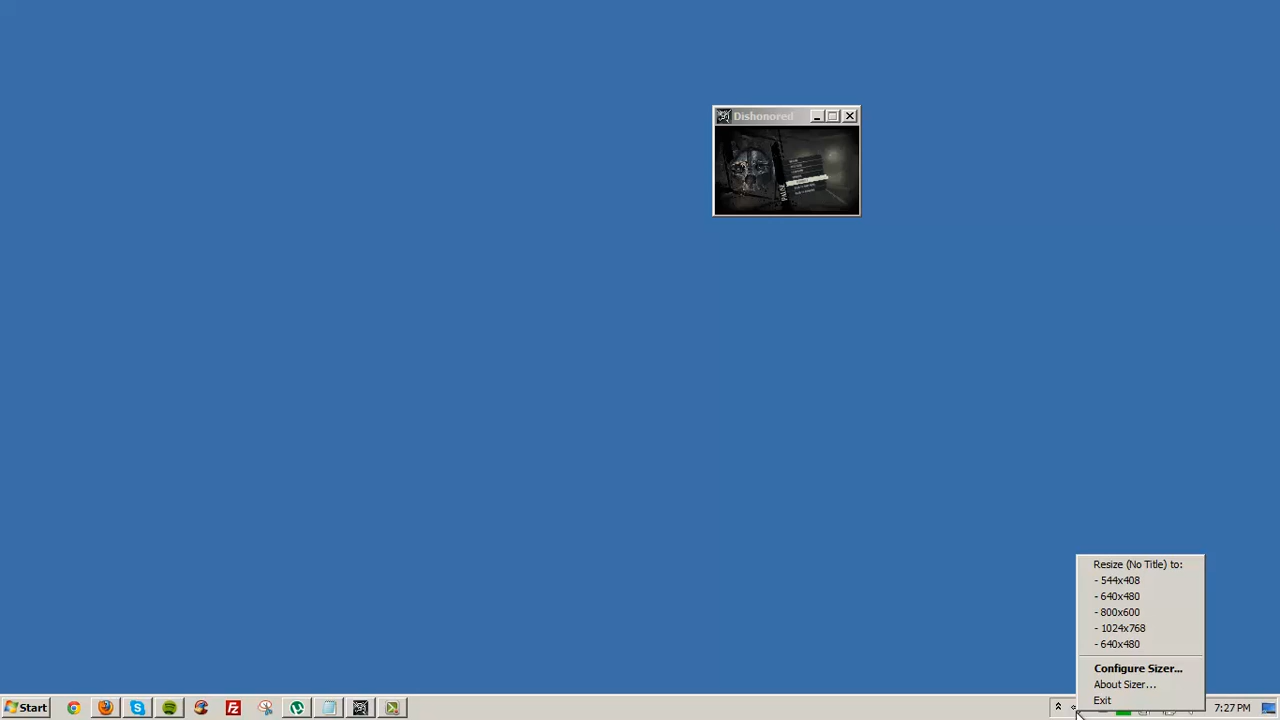 Dishonored
Resize (No Title) to:
- 544x408
- 640x480
- 800x600
- 1024x768
- 640x480
Configure Sizer...
About Sizer...
Exit
Start
7:27 PM